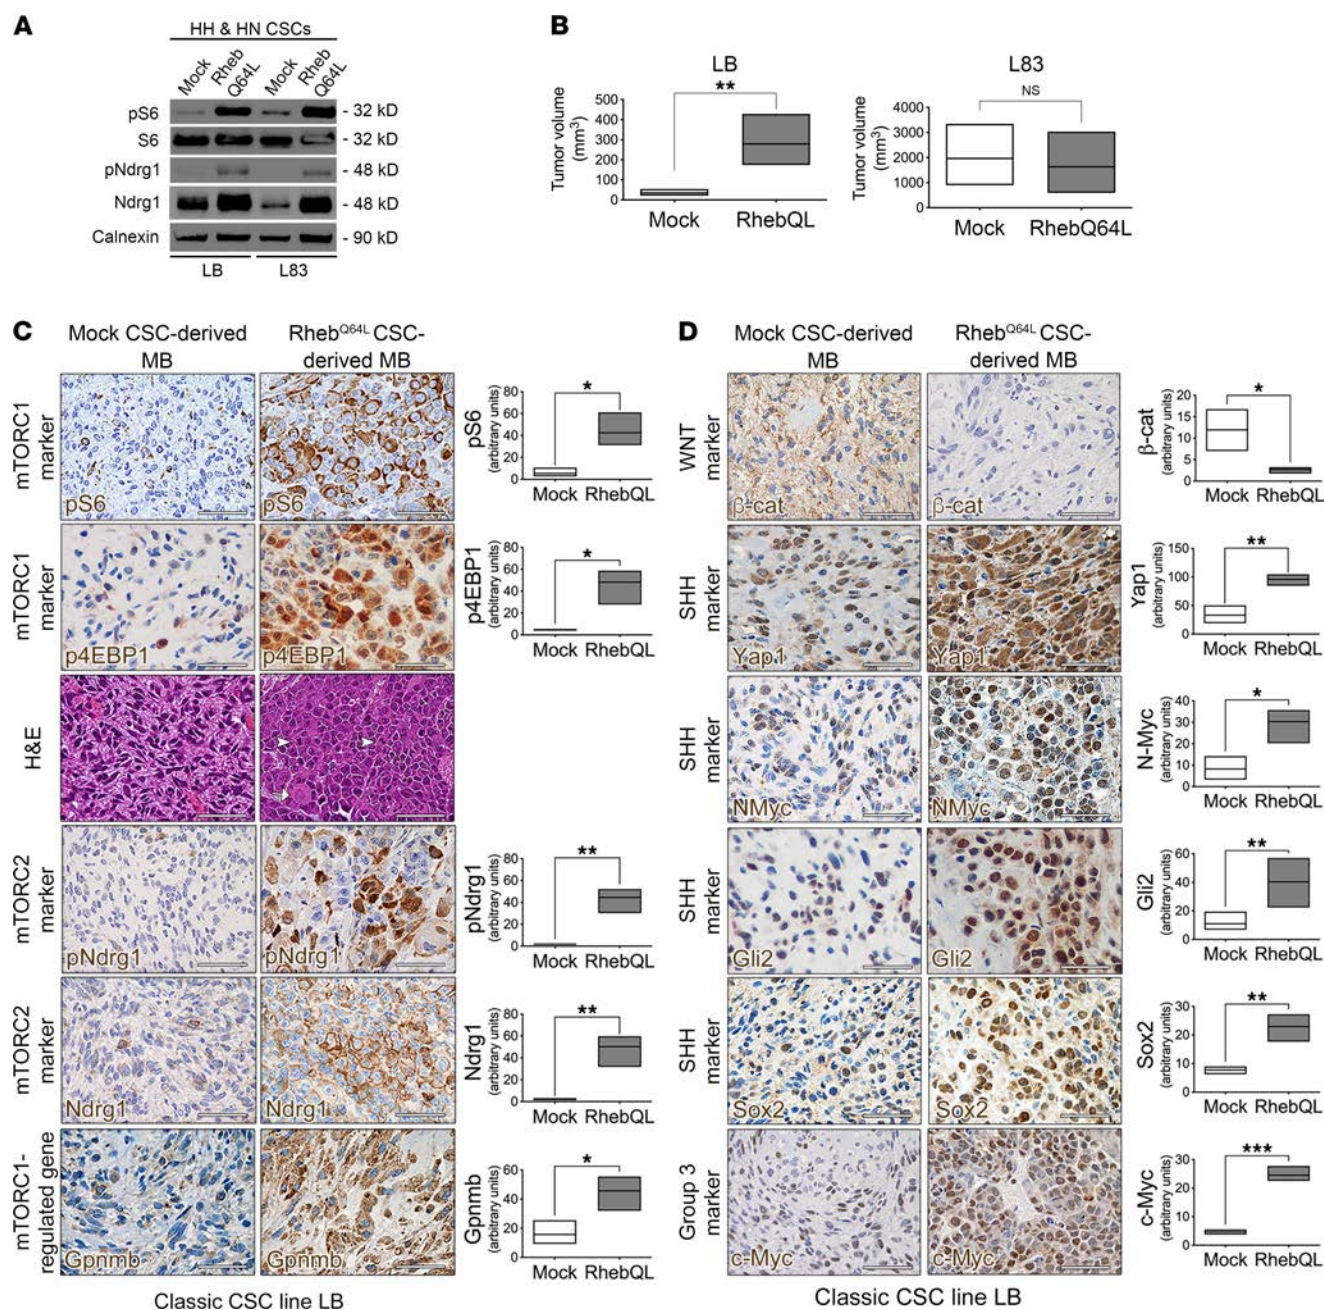 A
HH & HN CSCs
Mock
Rheb
Q64L
Mock
Rheb
Q64L
pS6
- 32 kD
S6
- 32 kD
pNdrg1
- 48 kD
Ndrg1
- 48 kD
Calnexin
- 90 kD
LB
L83
B
LB
**
Tumor volume
(mm3)
500
400
300
200
100
0
Mock
RhebQL
L83
NS
Tumor volume
(mm3)
4000
3000
2000
1000
0
Mock
RhebQ64L
C
Mock CSC-derived
MB
RhebQ64L CSC-
derived MB
mTORC1
marker
pS6
pS6
pS6
(arbitrary units)
80
60
40
20
0
*
Mock
RhebQL
mTORC1
marker
p4EBP1
p4EBP1
p4EBP1
(arbitrary units)
80
60
40
20
0
*
Mock
RhebQL
H&E
mTORC2
marker
pNdrg1
pNdrg1
pNdrg1
(arbitrary units)
80
60
40
20
0
**
Mock
RhebQL
mTORC2
marker
Ndrg1
Ndrg1
Ndrg1
(arbitrary units)
80
60
40
20
0
**
Mock
RhebQL
mTORC1-
regulated gene
Gpnmb
Gpnmb
Gpnmb
(arbitrary units)
60
40
20
0
*
Mock
RhebQL
Classic CSC line LB
D
Mock CSC-derived
MB
RhebQ64L CSC-
derived MB
WNT
marker
β-cat
β-cat
β-cat
(arbitrary units)
20
15
10
5
0
*
Mock
RhebQL
SHH
marker
Yap1
Yap1
Yap1
(arbitrary units)
150
100
50
0
**
Mock
RhebQL
SHH
marker
NMyc
NMyc
N-Myc
(arbitrary units)
40
30
20
10
0
*
Mock
RhebQL
SHH
marker
Gli2
Gli2
Gli2
(arbitrary units)
60
40
20
0
**
Mock
RhebQL
SHH
marker
Sox2
Sox2
Sox2
(arbitrary units)
30
20
10
0
**
Mock
RhebQL
Group 3
marker
c-Myc
c-Myc
c-Myc
(arbitrary units)
30
20
10
0
***
Mock
RhebQL
Classic CSC line LB